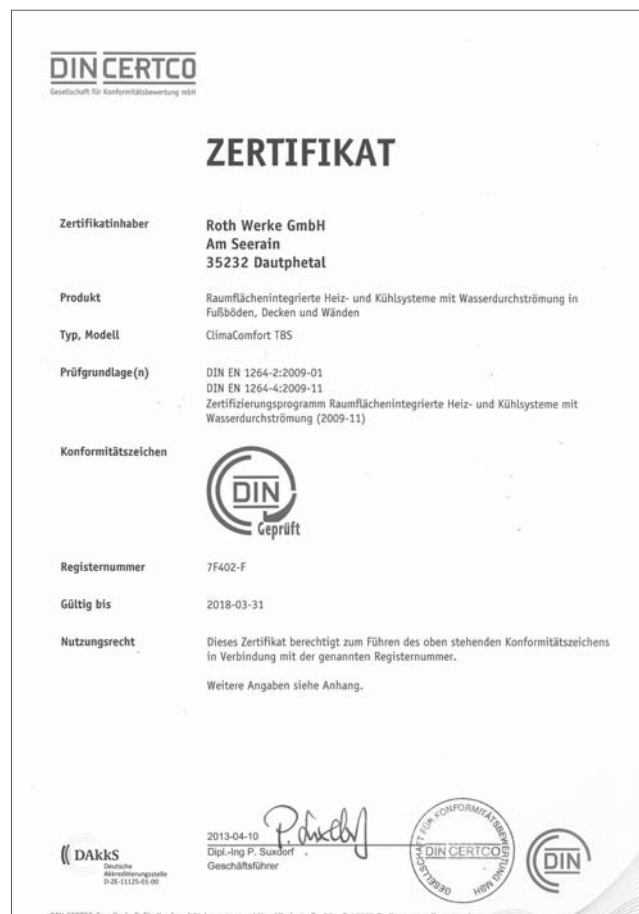 DIN CERTCO
Gesellschaft für Konformitätsbewertung mbH
ZERTIFIKAT
Zertifikatinhaber
Roth Werke GmbH
Am Seerain
35232 Dautphetal
Produkt
Raumflächenintegrierte Heiz- und Kühlsysteme mit Wasserdurchströmung in
Fußböden, Decken und Wänden
Typ, Modell
ClimaComfort TBS
Prüfgrundlage(n)
DIN EN 1264-2:2009-01
DIN EN 1264-4:2009-11
Zertifizierungsprogramm Raumflächenintegrierte Heiz- und Kühlsysteme mit
Wasserdurchströmung (2009-11)
Konformitätszeichen
DIN
Geprüft
Registernummer
7F402-F
Gültig bis
2018-03-31
Nutzungsrecht
Dieses Zertifikat berechtigt zum Führen des oben stehenden Konformitätszeichens
in Verbindung mit der genannten Registernummer.
Weitere Angaben siehe Anhang.
2013-04-10
Dipl.-Ing P. Suxdorf
Geschäftsführer
DAkkS
Deutsche
Akkreditierungsstelle
D-ZE-11125-01-00
GESELLSCHAFT FÜR KONFORMITÄTSBEWERTUNG MBH
DIN CERTCO
DIN